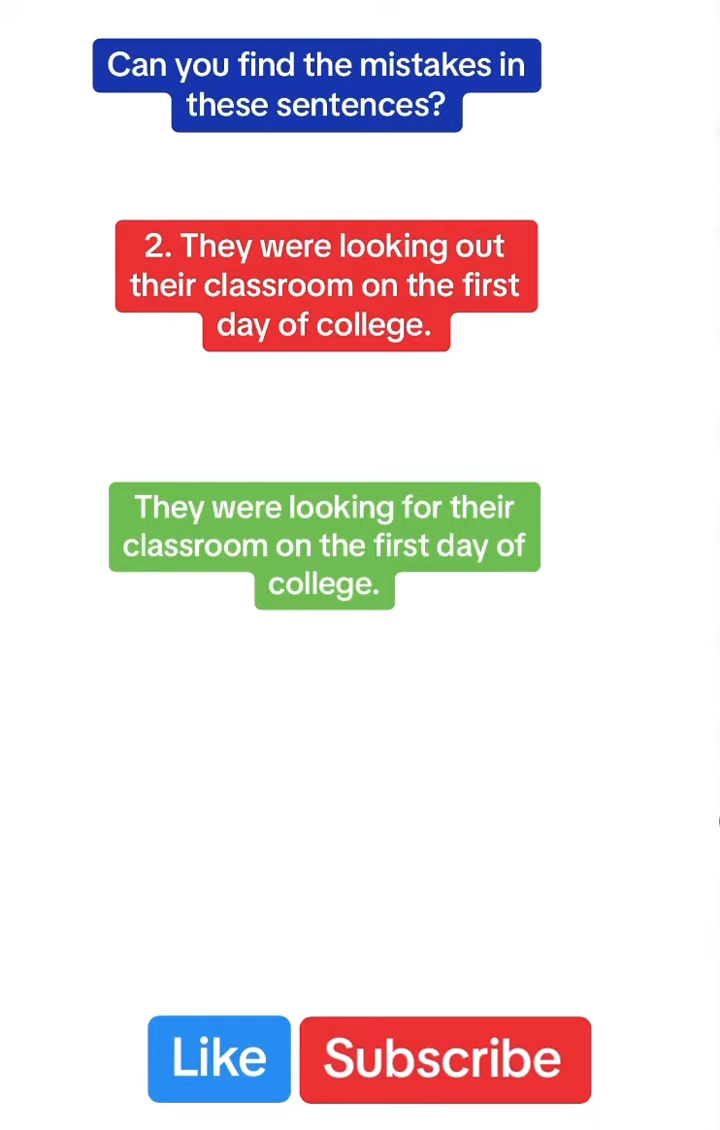 Can you find the mistakes in
these sentences?
2. They were looking out
their classroom on the first
day of college.
They were looking for their
classroom on the first day of
college.
Like
Subscribe